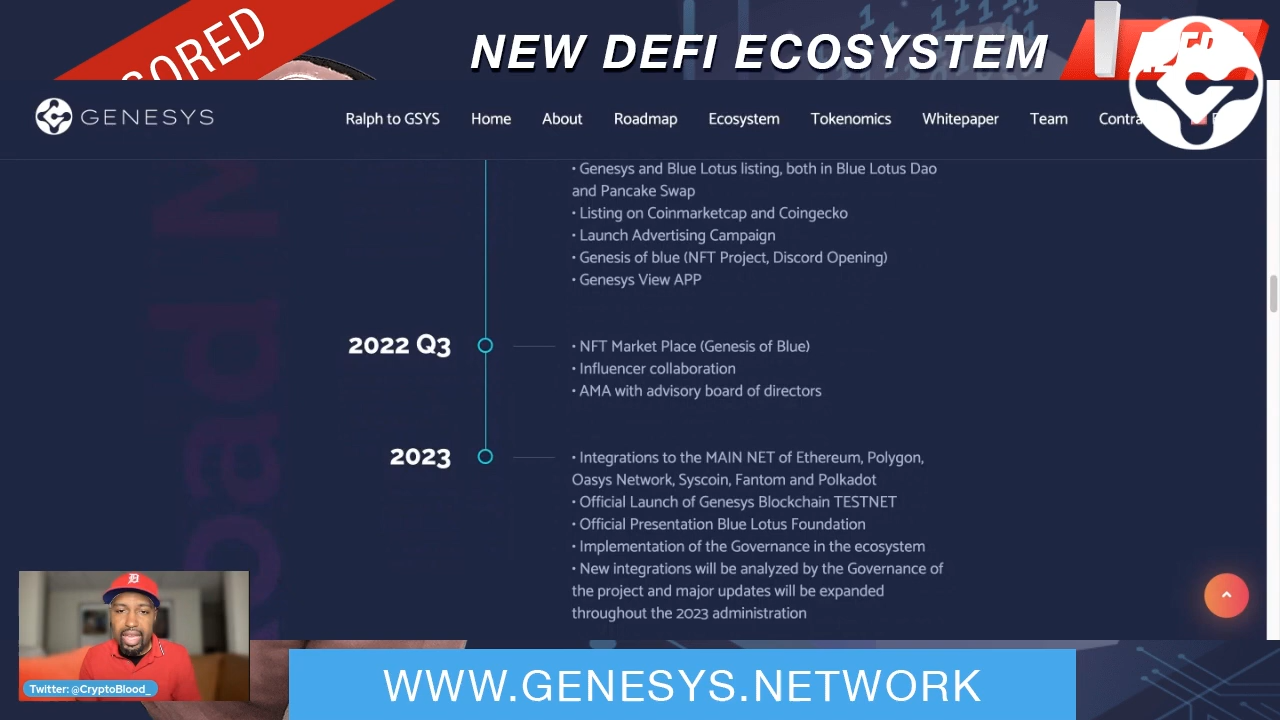 NEW DEFI ECOSYSTEM
GENESYS
Ralph to GSYS Home About Roadmap Ecosystem Tokenomics Whitepaper Team
• Genesys and Blue Lotus listing, both in Blue Lotus Dao
and Pancake Swap
• Listing on Coinmarketcap and Coingecko
• Launch Advertising Campaign
• Genesis of blue (NFT Project, Discord Opening)
• Genesys View APP
2022 Q3
• NFT Market Place (Genesis of Blue)
• Influencer collaboration
• AMA with advisory board of directors
2023
• Integrations to the MAIN NET of Ethereum, Polygon,
Oasys Network, Syscoin, Fantom and Polkadot
• Official Launch of Genesys Blockchain TESTNET
• Official Presentation Blue Lotus Foundation
• Implementation of the Governance in the ecosystem
• New integrations will be analyzed by the Governance of
the project and major updates will be expanded
throughout the 2023 administration
Twitter: @CryptoBlood_
WWW.GENESYS.NETWORK